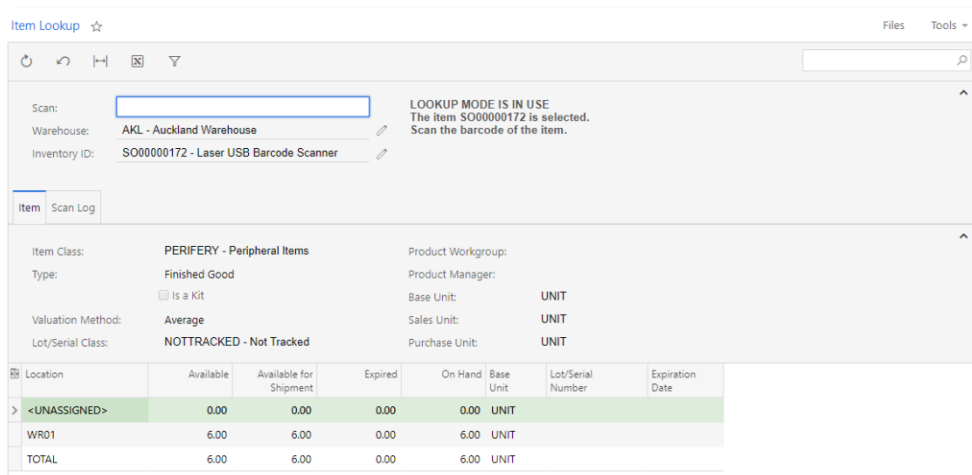 Item Lookup
Files Tools
Scan:
LOOKUP MODE IS IN USE
The item SO00000172 is selected.
Scan the barcode of the item.
Warehouse: AKL - Auckland Warehouse
Inventory ID: SO00000172 - Laser USB Barcode Scanner
Item Scan Log
Item Class: PERIFERY - Peripheral Items Product Workgroup:
Type: Finished Good Product Manager:
Is a Kit Base Unit: UNIT
Valuation Method: Average Sales Unit: UNIT
Lot/Serial Class: NOTTRACKED - Not Tracked Purchase Unit: UNIT
Location Available Available for Shipment Expired On Hand Base Unit Lot/Serial Number Expiration Date
<UNASSIGNED> 0.00 0.00 0.00 0.00 UNIT
WR01 6.00 6.00 0.00 6.00 UNIT
TOTAL 6.00 6.00 0.00 6.00 UNIT